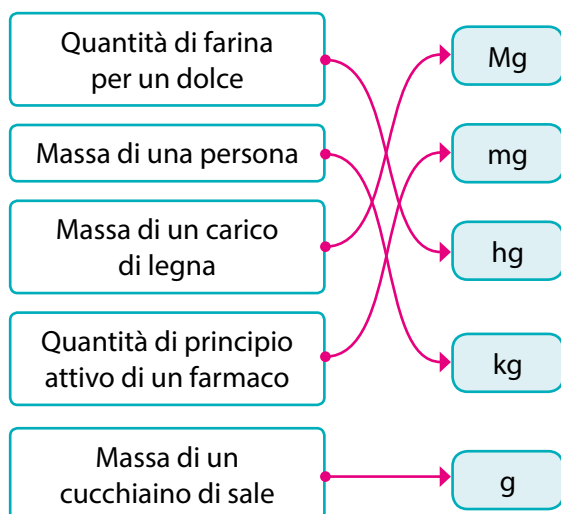 Quantità di farina
per un dolce
Mg
Massa di una persona
mg
Massa di un carico
di legna
hg
Quantità di principio
attivo di un farmaco
kg
Massa di un
cucchiaino di sale
g